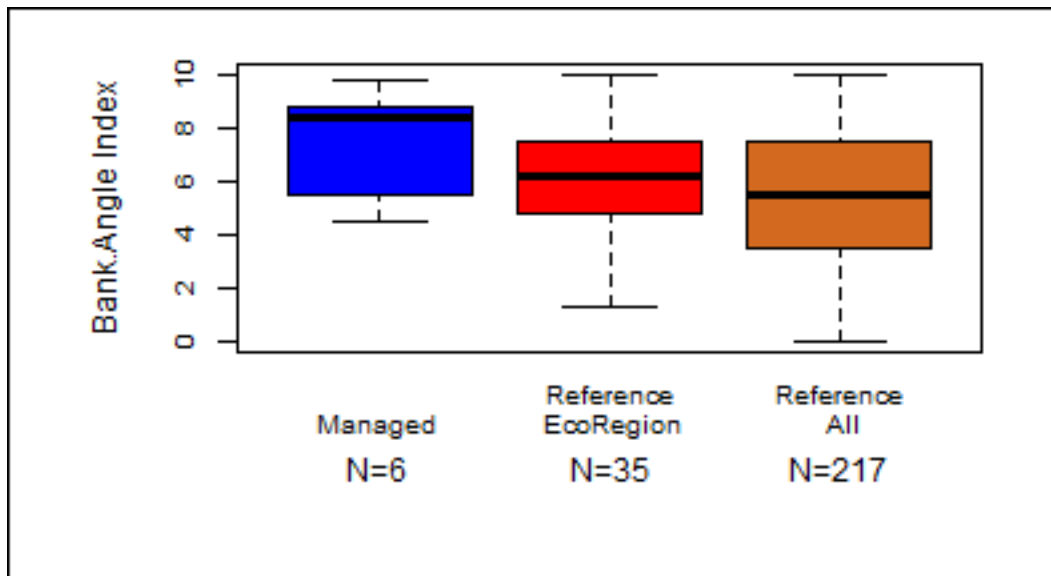 Bank.Angle Index
10
8
6
4
2
0
Managed
N=6
Reference
EcoRegion
N=35
Reference
All
N=217